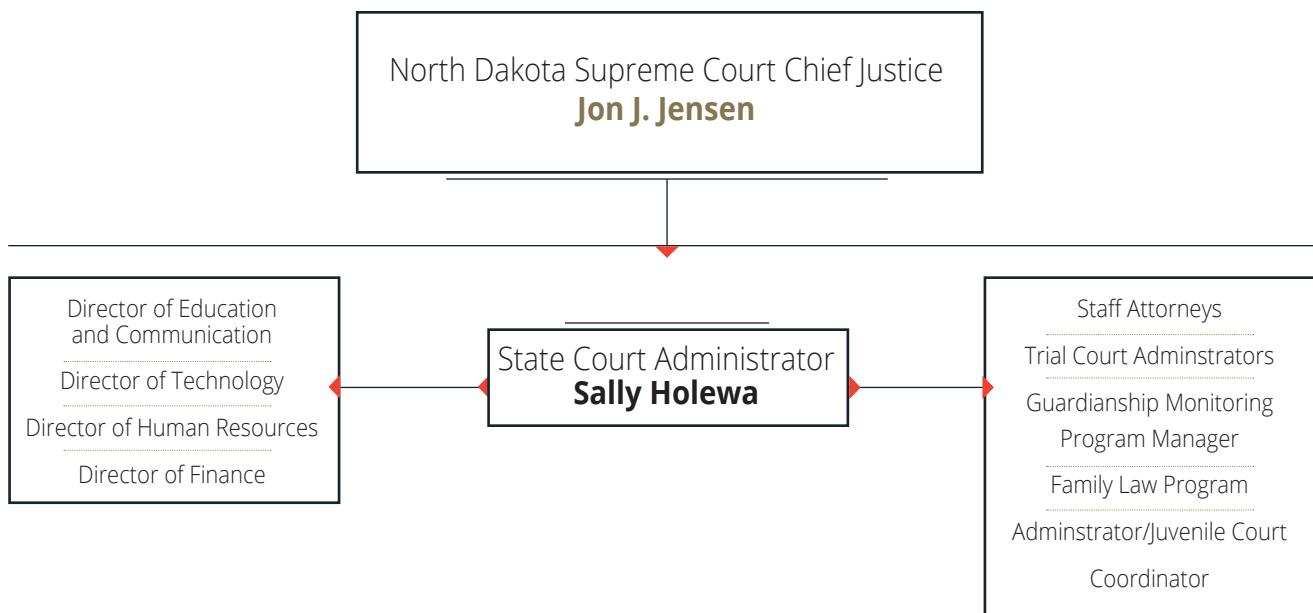 North Dakota Supreme Court Chief Justice
Jon J. Jensen
Director of Education
and Communication
Director of Technology
Director of Human Resources
Director of Finance
State Court Administrator
Sally Holewa
Staff Attorneys
Trial Court Adminstrators
Guardianship Monitoring
Program Manager
Family Law Program
Adminstrator/Juvenile Court
Coordinator